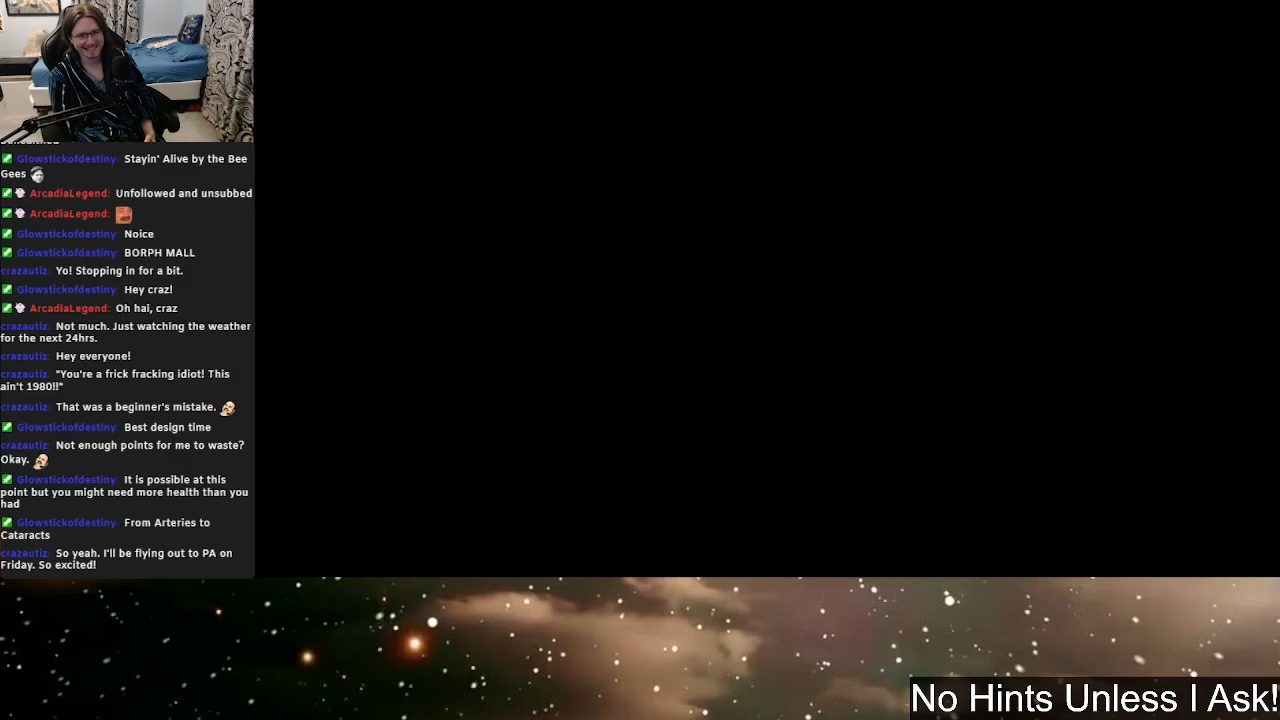 Glowstickofdestiny: Stayin' Alive by the Bee
Gees
ArcadiaLegend: Unfollowed and unsubbed
ArcadiaLegend:
Glowstickofdestiny: Noice
Glowstickofdestiny: BORPH MALL
crazautiz: Yo! Stopping in for a bit.
Glowstickofdestiny: Hey craz!
ArcadiaLegend: Oh hai, craz
crazautiz: Not much. Just watching the weather
for the next 24hrs.
crazautiz: Hey everyone!
crazautiz: "You're a frick fracking idiot! This
ain't 1980!!"
crazautiz: That was a beginner's mistake.
Glowstickofdestiny: Best design time
crazautiz: Not enough points for me to waste?
Okay.
Glowstickofdestiny: It is possible at this
point but you might need more health than you
had
Glowstickofdestiny: From Arteries to
Cataracts
crazautiz: So yeah. I'll be flying out to PA on
Friday. So excited!
No Hints Unless I Ask!